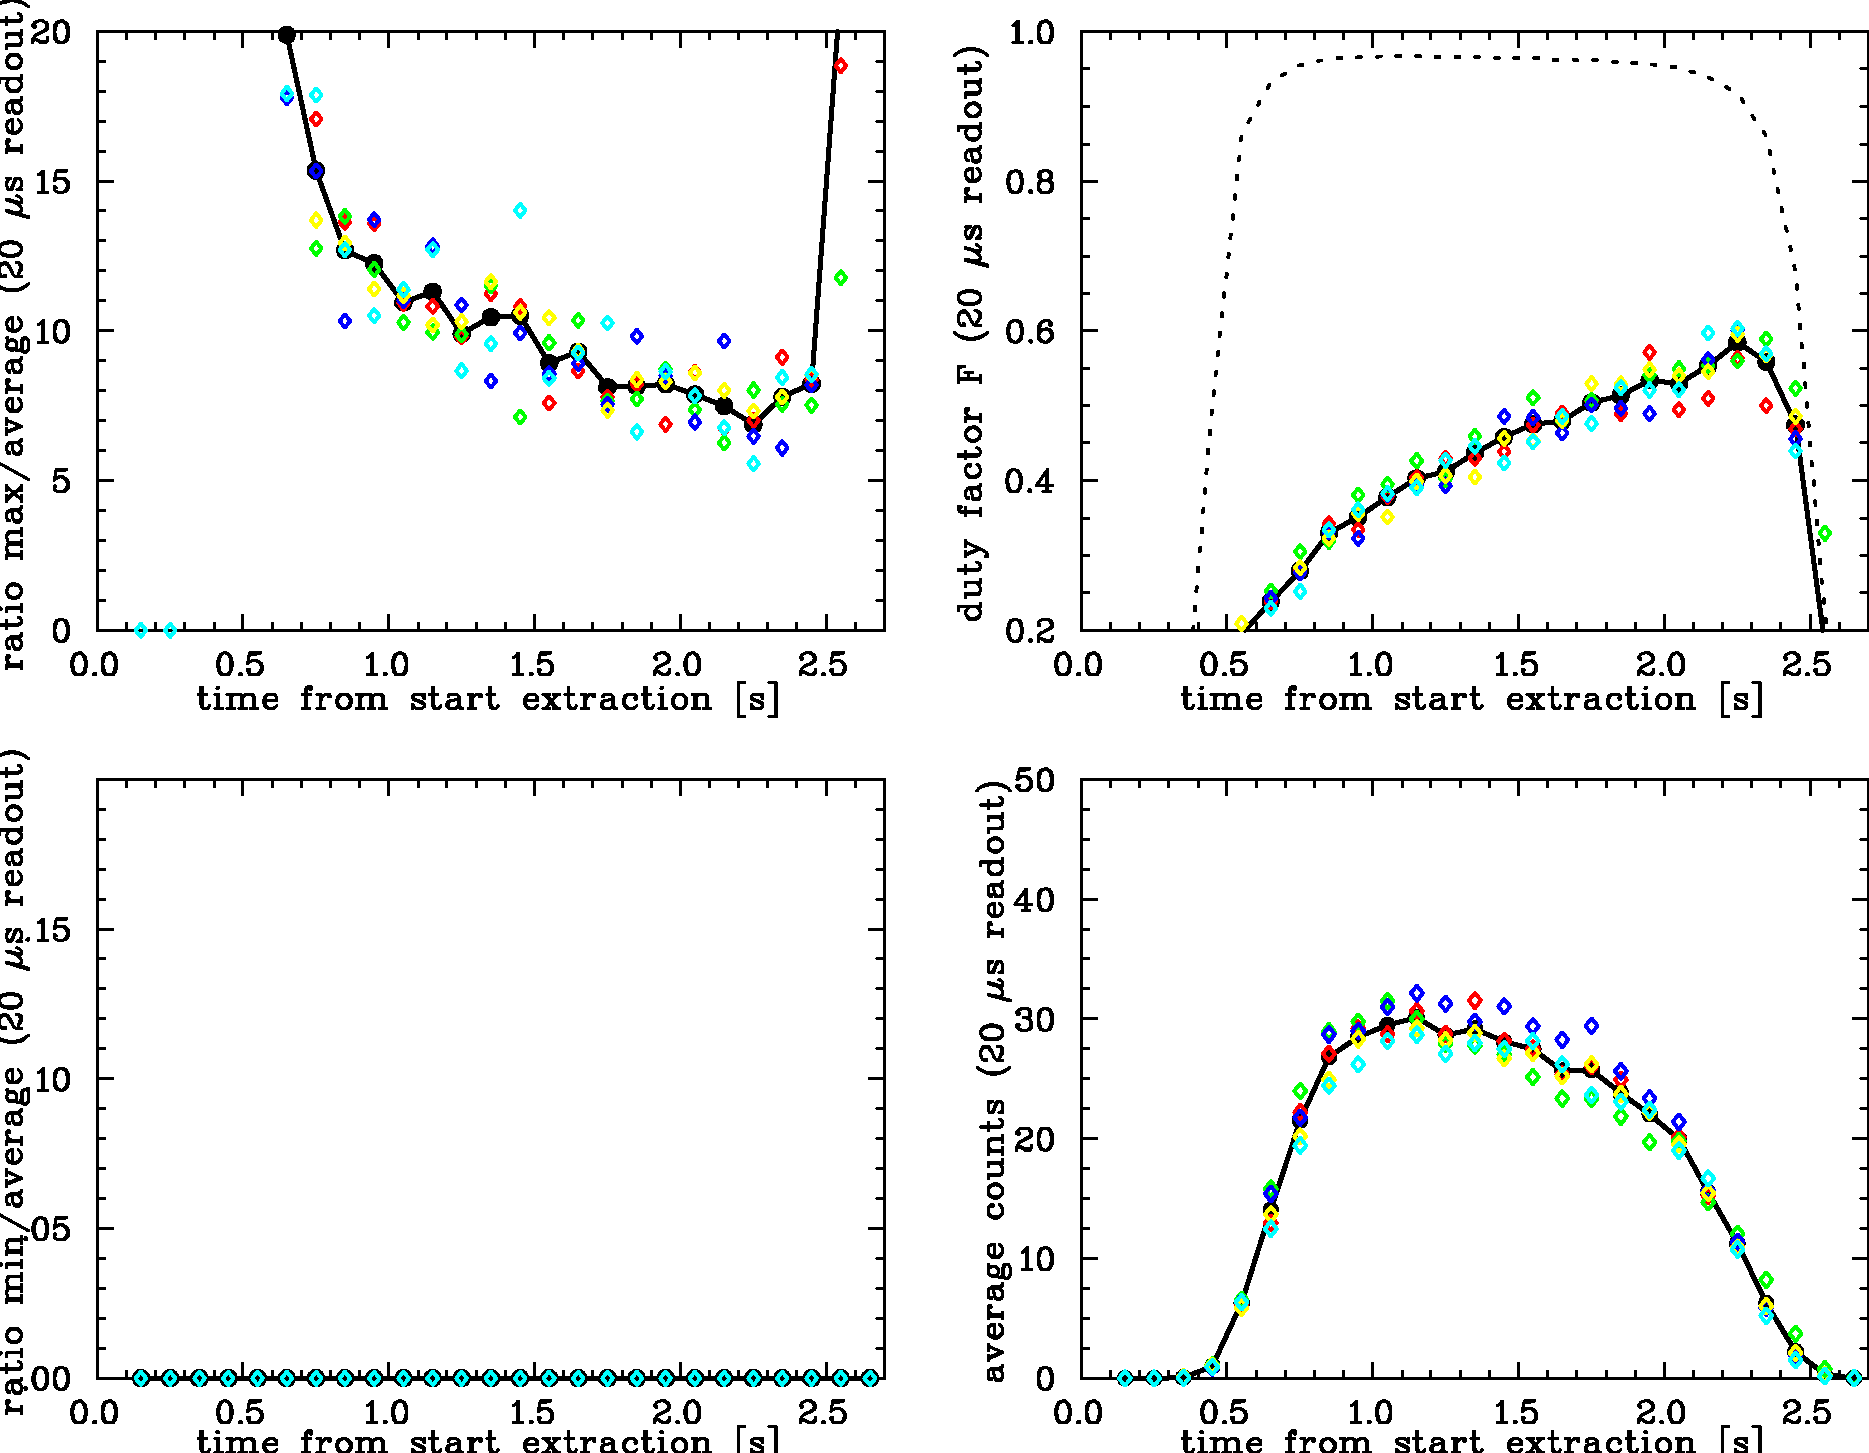 ratio max/average (20 μs readout)
20
15
10
5
0
0.0 0.5 1.0 1.5 2.0 2.5
time from start extraction [s]
duty factor F (20 μs readout)
1.0
0.8
0.6
0.4
0.2
0.0 0.5 1.0 1.5 2.0 2.5
time from start extraction [s]
ratio min/average (20 μs readout)
.15
.10
.05
.00
0.0 0.5 1.0 1.5 2.0 2.5
time from start extraction [s]
average counts (20 μs readout)
50
40
30
20
10
0
0.0 0.5 1.0 1.5 2.0 2.5
time from start extraction [s]